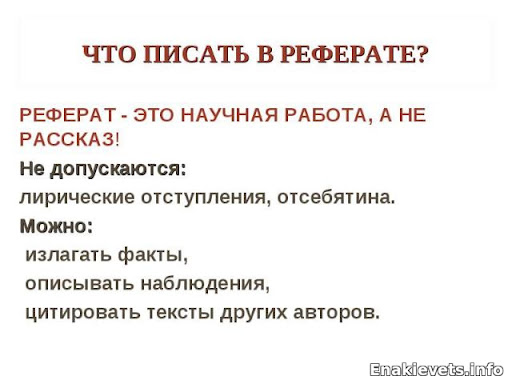 ЧТО ПИСАТЬ В РЕФЕРАТЕ?
РЕФЕРАТ - ЭТО НАУЧНАЯ РАБОТА, А НЕ
РАССКАЗ!
Не допускаются:
лирические отступления, отсебятина.
Можно:
излагать факты,
описывать наблюдения,
цитировать тексты других авторов.
Enakievets.info